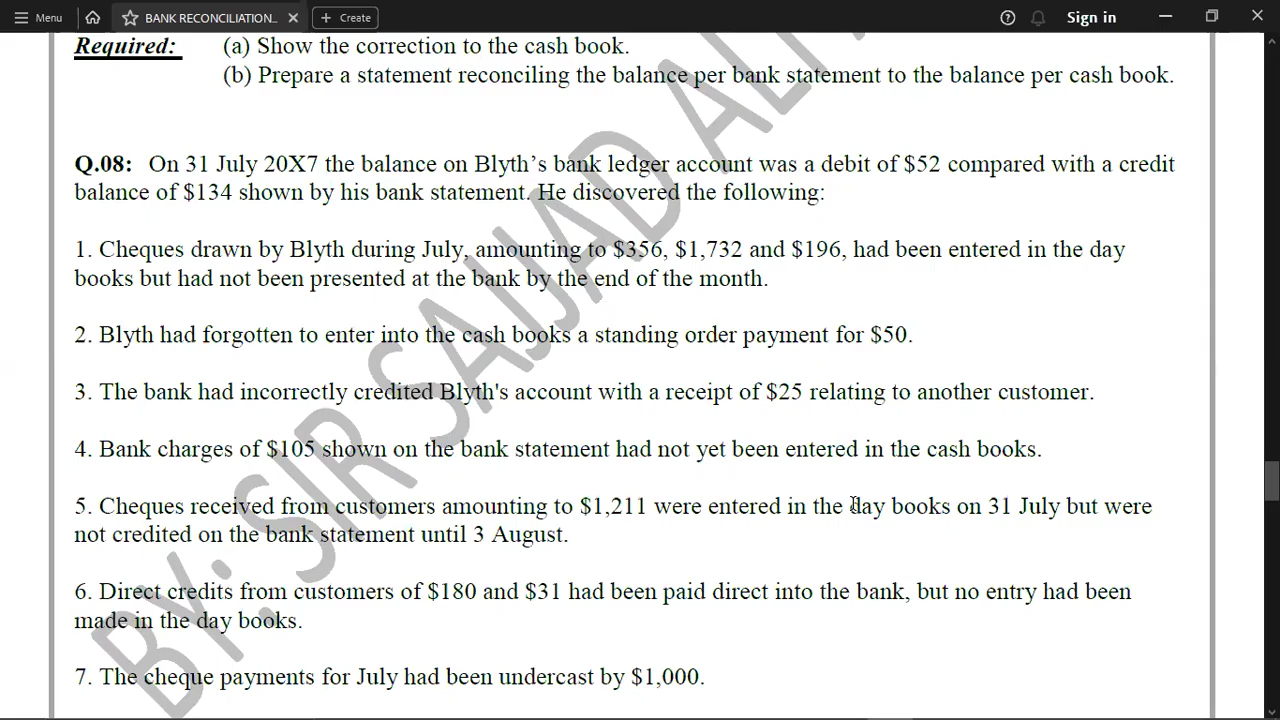 Menu
BANK RECONCILIATION...
Create
Sign in
Required: (a) Show the correction to the cash book.
(b) Prepare a statement reconciling the balance per bank statement to the balance per cash book.
Q.08: On 31 July 20X7 the balance on Blyth's bank ledger account was a debit of $52 compared with a credit
balance of $134 shown by his bank statement. He discovered the following:
1. Cheques drawn by Blyth during July, amounting to $356, $1,732 and $196, had been entered in the day
books but had not been presented at the bank by the end of the month.
2. Blyth had forgotten to enter into the cash books a standing order payment for $50.
3. The bank had incorrectly credited Blyth's account with a receipt of $25 relating to another customer.
4. Bank charges of $105 shown on the bank statement had not yet been entered in the cash books.
5. Cheques received from customers amounting to $1,211 were entered in the day books on 31 July but were
not credited on the bank statement until 3 August.
6. Direct credits from customers of $180 and $31 had been paid direct into the bank, but no entry had been
made in the day books.
7. The cheque payments for July had been undercast by $1,000.
BY: SIR SAJJAD ALI